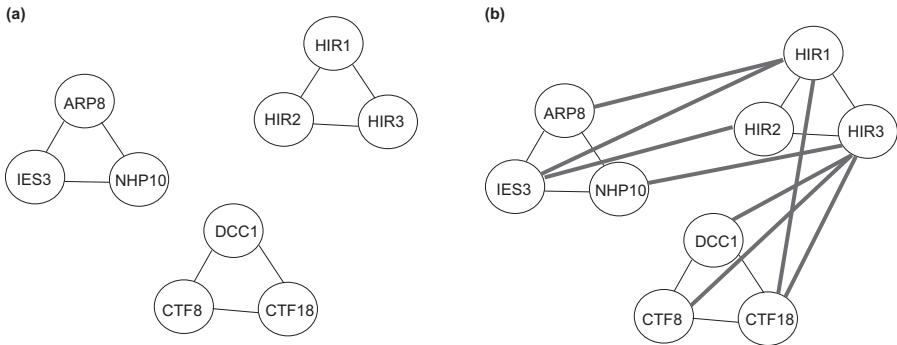 (a)
HIR1
ARP8
HIR2
HIR3
IES3
NHP10
DCC1
CTF8
CTF18
(b)
HIR1
ARP8
HIR2
HIR3
IES3
NHP10
DCC1
CTF8
CTF18